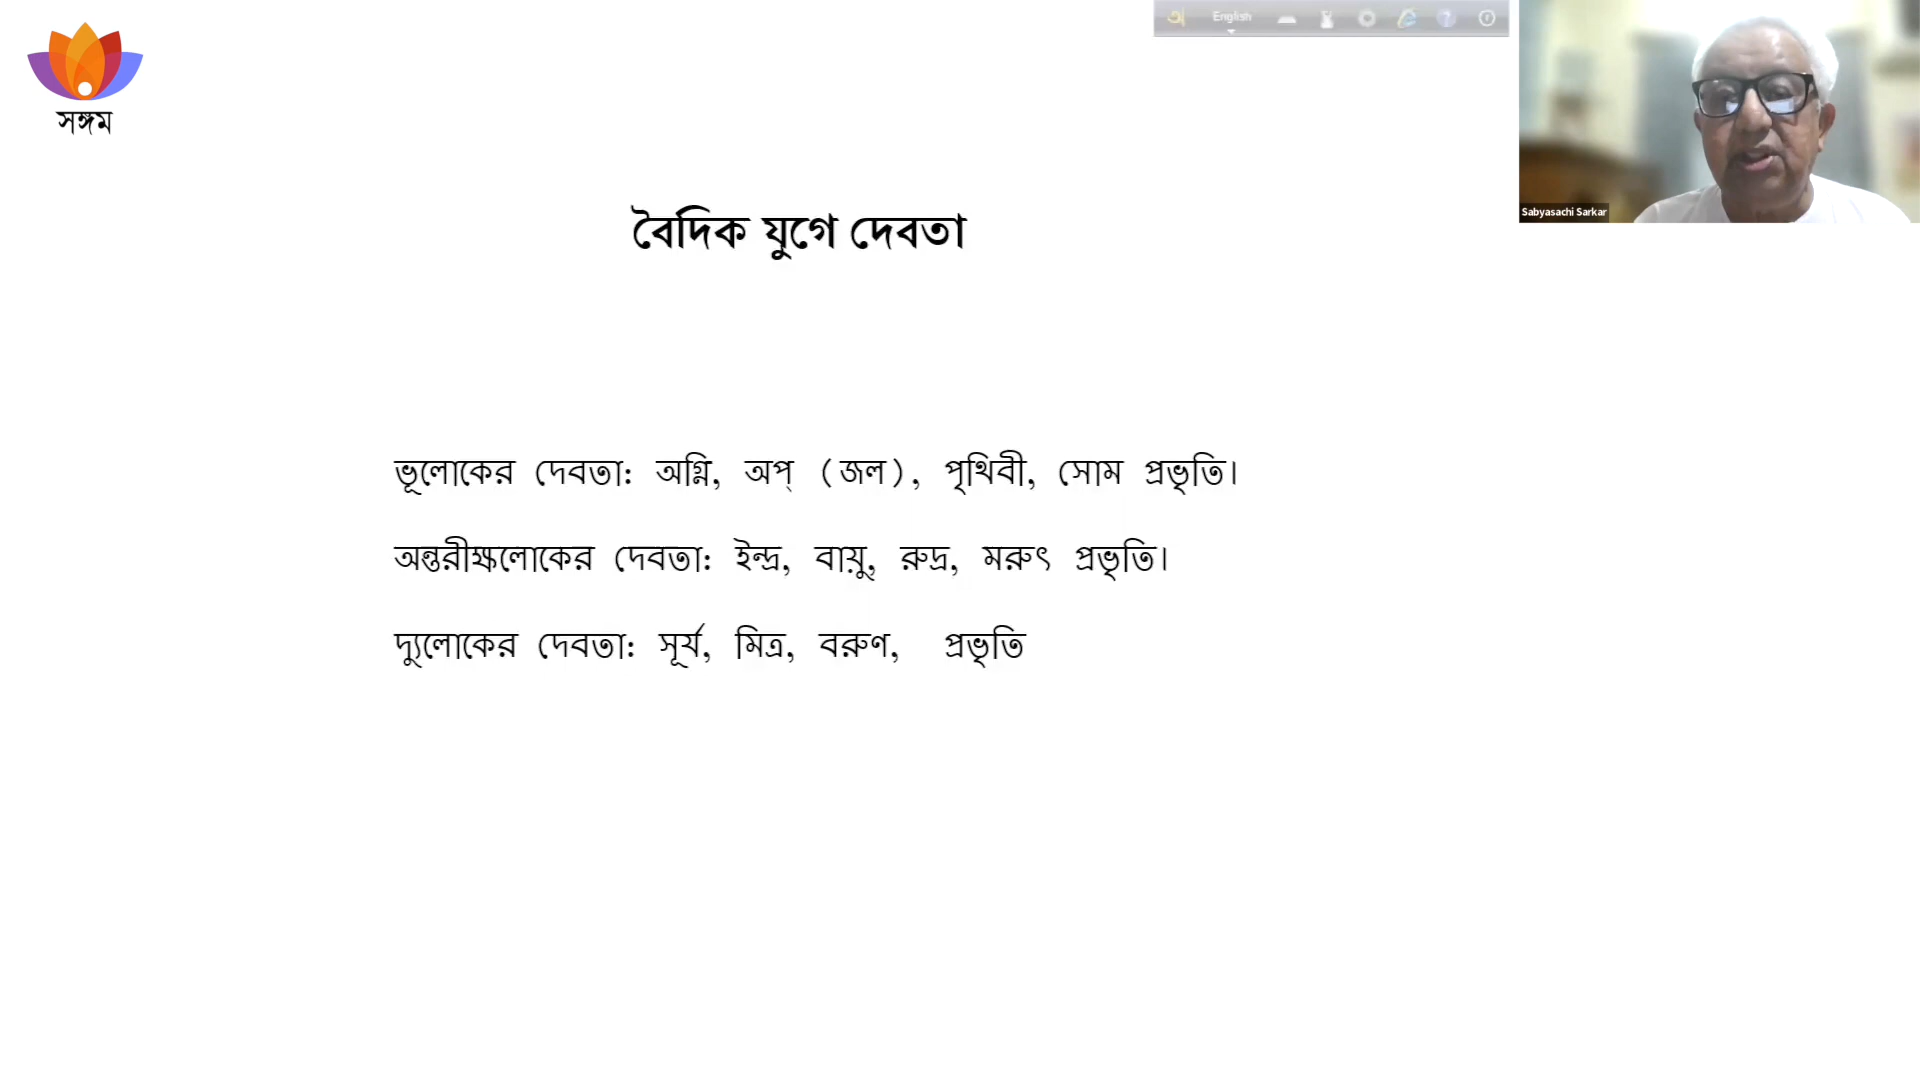 সঙ্গম
English
Sabyasachi Sarkar
বৈদিক যুগে দেবতা
ভূলোকের দেবতা: অগ্নি, অপ্ (জল), পৃথিবী, সোম প্রভৃতি।
অন্তরীক্ষলোকের দেবতা: ইন্দ্র, বায়ু, রুদ্র, মরুৎ প্রভৃতি।
দ্যুলোকের দেবতা: সূর্য, মিত্র, বরুণ, প্রভৃতি